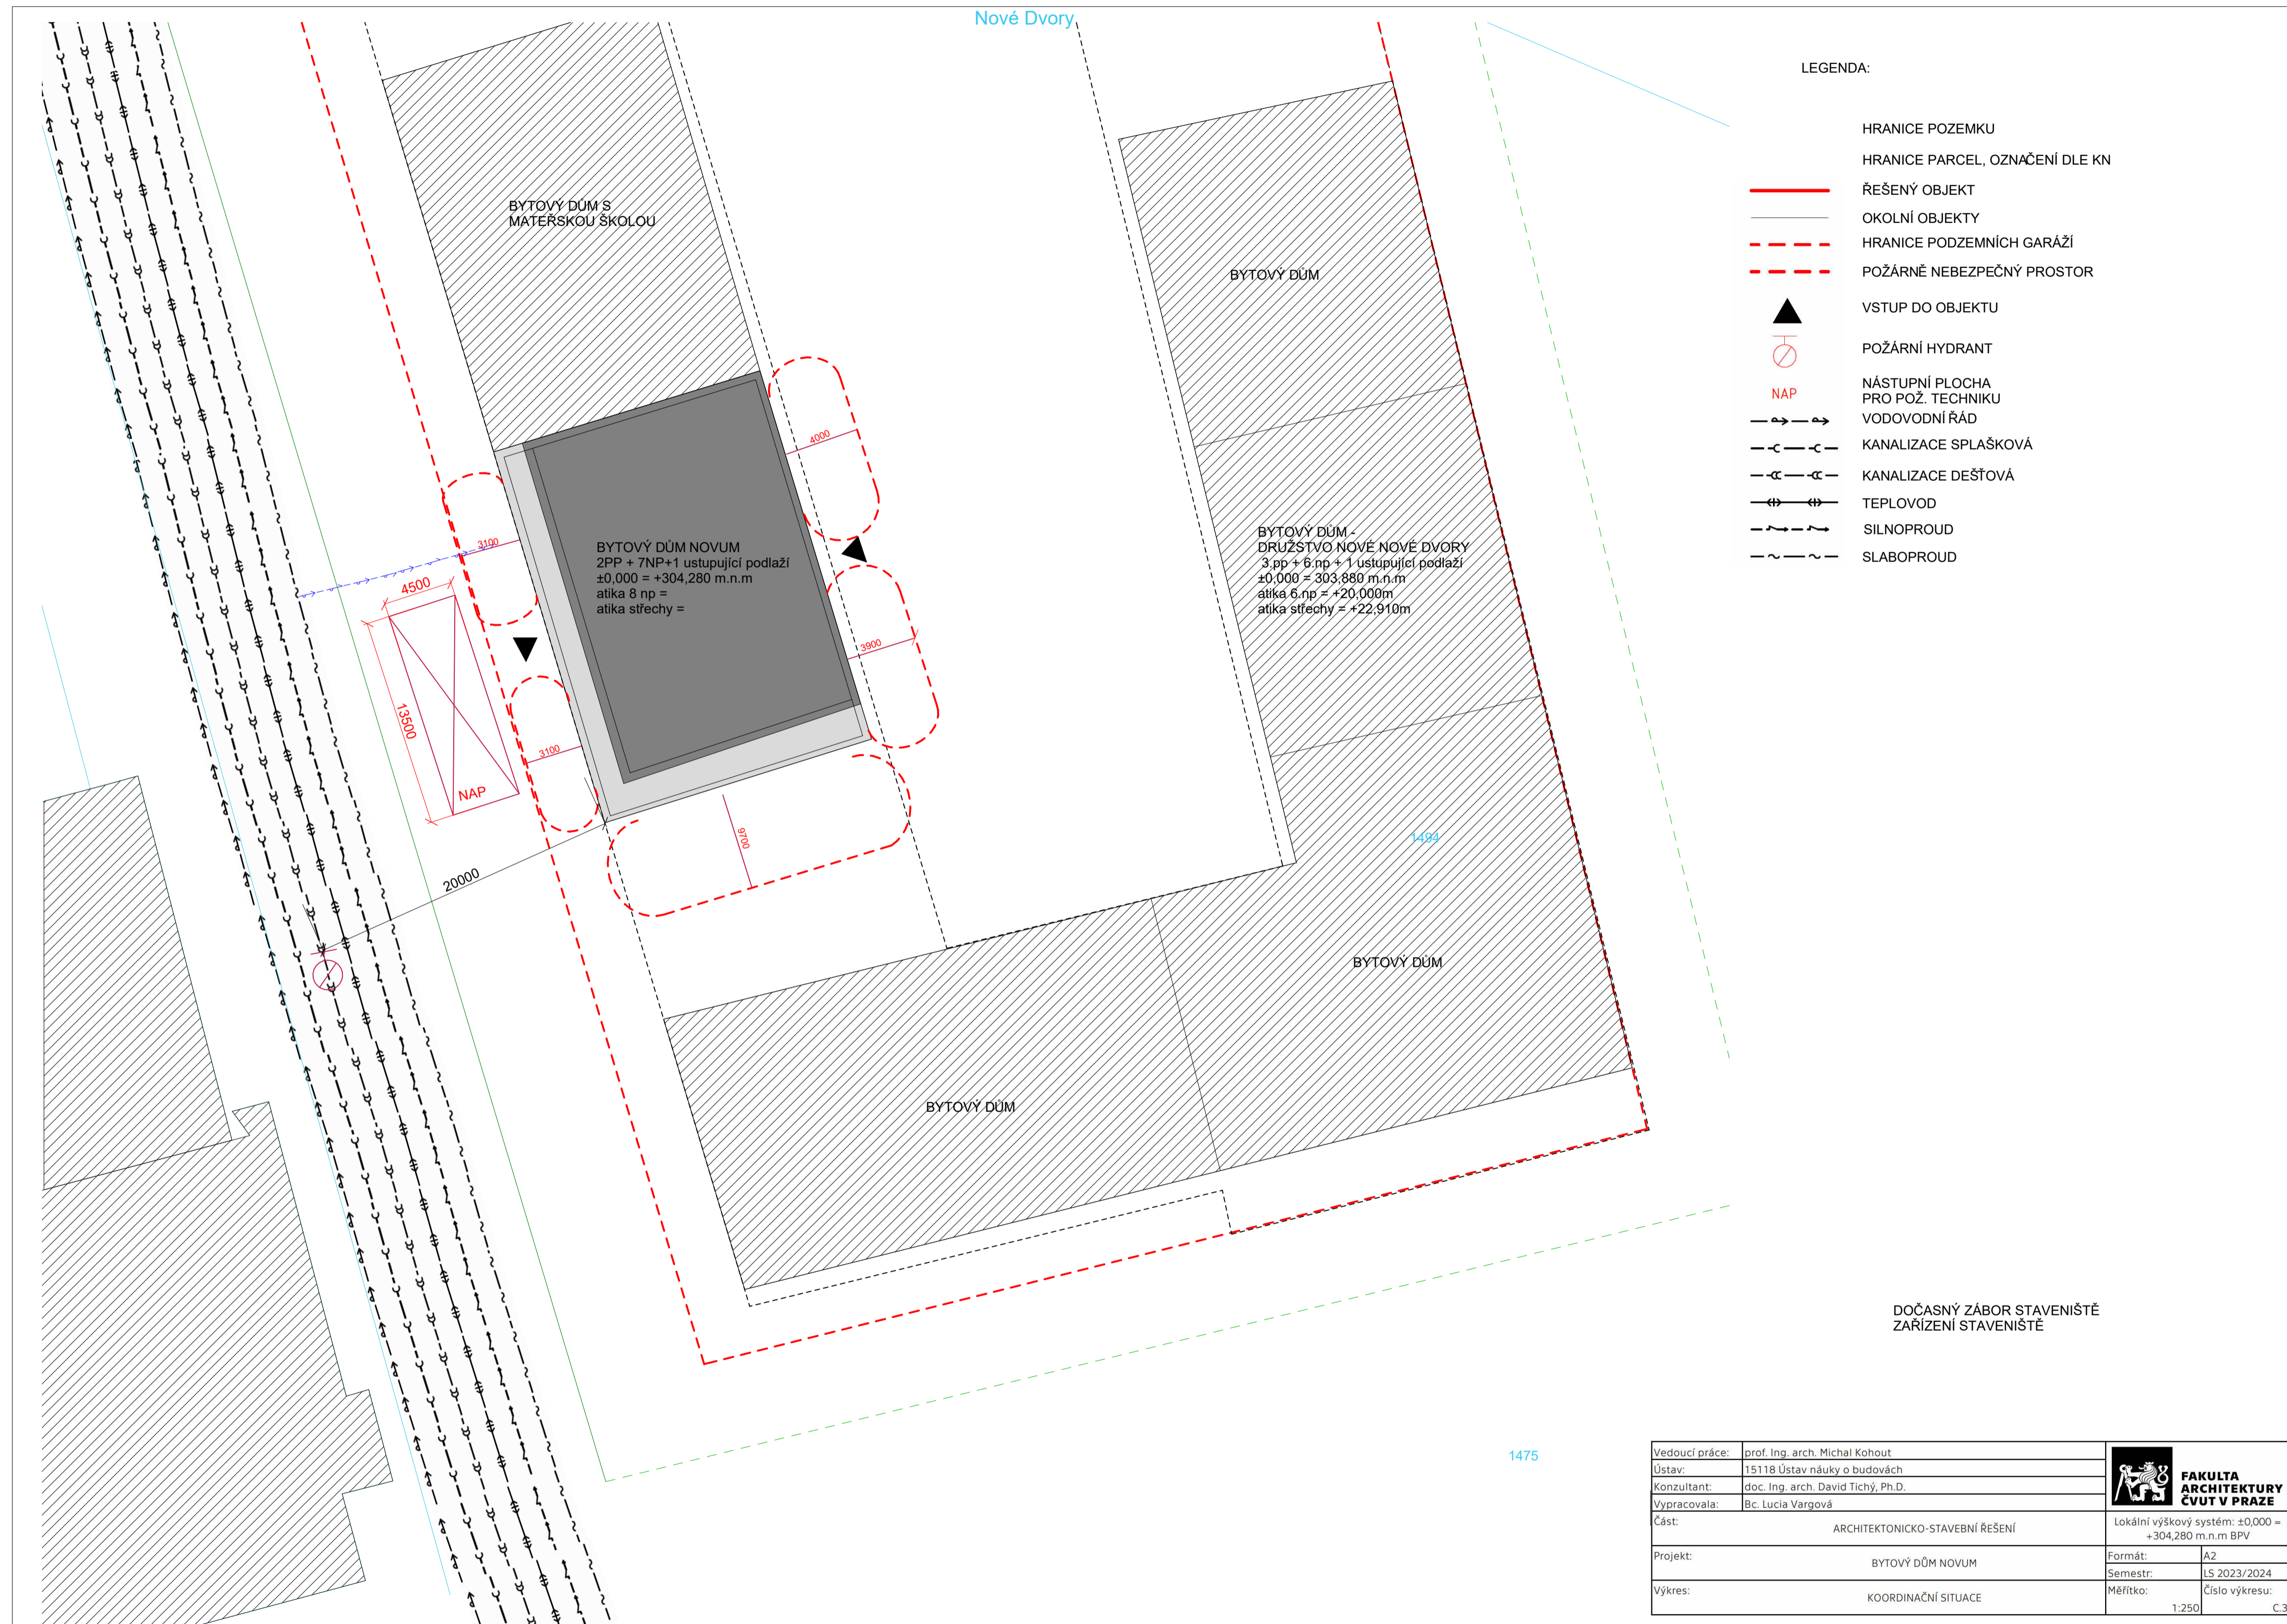 Nové Dvory
LEGENDA:
HRANICE POZEMKU
HRANICE PARCEL, OZNAČENÍ DLE KN
ŘEŠENÝ OBJEKT
OKOLNÍ OBJEKTY
HRANICE PODZEMNÍCH GARÁŽÍ
POŽÁRNĚ NEBEZPEČNÝ PROSTOR
VSTUP DO OBJEKTU
POŽÁRNÍ HYDRANT
NAP
NÁSTUPNÍ PLOCHA
PRO POŽ. TECHNIKU
VODOVODNÍ ŘÁD
KANALIZACE SPLAŠKOVÁ
KANALIZACE DEŠŤOVÁ
TEPLOVOD
SILNOPROUD
SLABOPROUD
BYTOVÝ DŮM S
MATEŘSKOU ŠKOLOU
BYTOVÝ DŮM
4000
3100
4500
BYTOVÝ DŮM NOVUM
2PP + 7NP+1 ustupující podlaží
±0,000 = +304,280 m.n.m
atika 8 np =
atika střechy =
BYTOVÝ DŮM -
DRUŽSTVO NOVÉ NOVÉ DVORY
3.pp + 6.np + 1 ustupující podlaží
±0,000 = 303,880 m.n.m
atika 6.np = +20,000m
atika střechy = +22,910m
3900
13500
3100
NAP
9700
20000
1494
BYTOVÝ DŮM
BYTOVÝ DŮM
DOČASNÝ ZÁBOR STAVENIŠTĚ
ZAŘÍZENÍ STAVENIŠTĚ
1475
Vedoucí práce: prof. Ing. arch. Michal Kohout
Ústav: 15118 Ústav náuky o budovách
Konzultant: doc. Ing. arch. David Tichý, Ph.D.
Vypracovala: Bc. Lucia Vargová
FAKULTA
ARCHITEKTURY
ČVUT V PRAZE
Část: ARCHITEKTONICKO-STAVEBNÍ ŘEŠENÍ
Lokální výškový systém: ±0,000 =
+304,280 m.n.m BPV
Projekt: BYTOVÝ DŮM NOVUM
Formát: A2
Semestr: LS 2023/2024
Výkres: KOORDINAČNÍ SITUACE
Měřítko: 1:250
Číslo výkresu: C.3